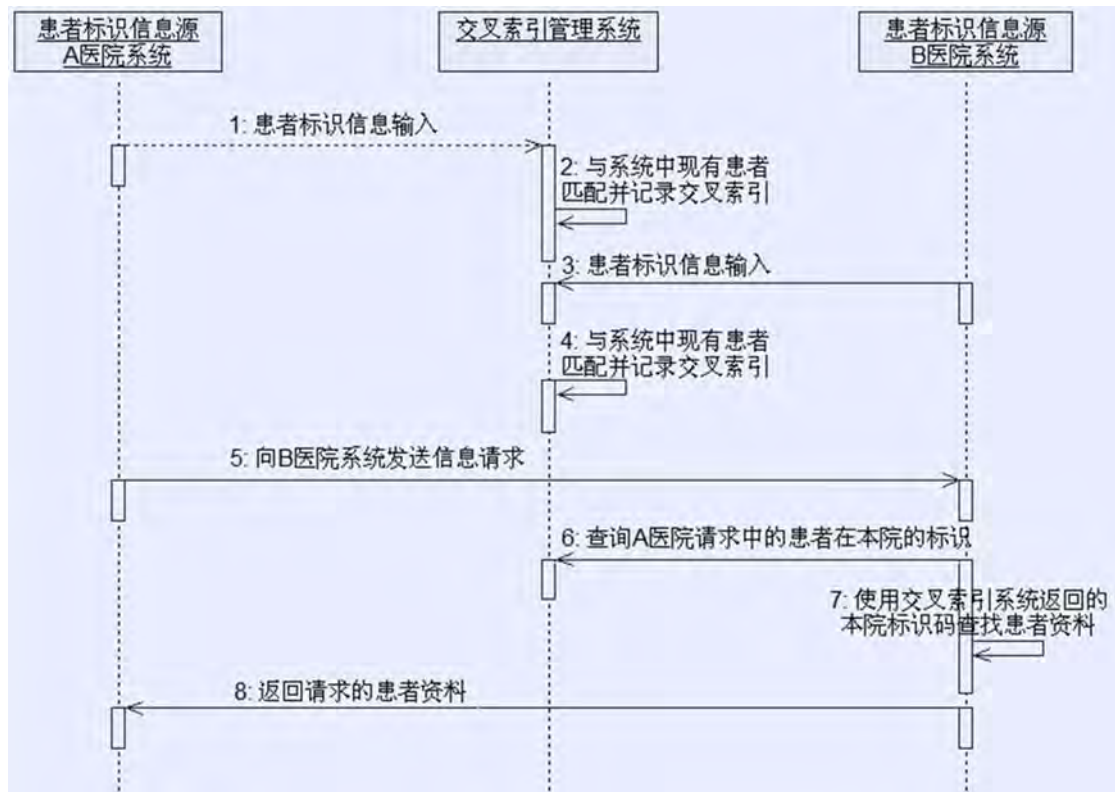 患者标识信息源
A医院系统
交叉索引管理系统
患者标识信息源
B医院系统
1: 患者标识信息输入
2: 与系统中现有患者
匹配并记录交叉索引
3: 患者标识信息输入
4: 与系统中现有患者
匹配并记录交叉索引
5: 向B医院系统发送信息请求
6: 查询A医院请求中的患者在本院的标识
7: 使用交叉索引系统返回的
本院标识码查找患者资料
8: 返回请求的患者资料